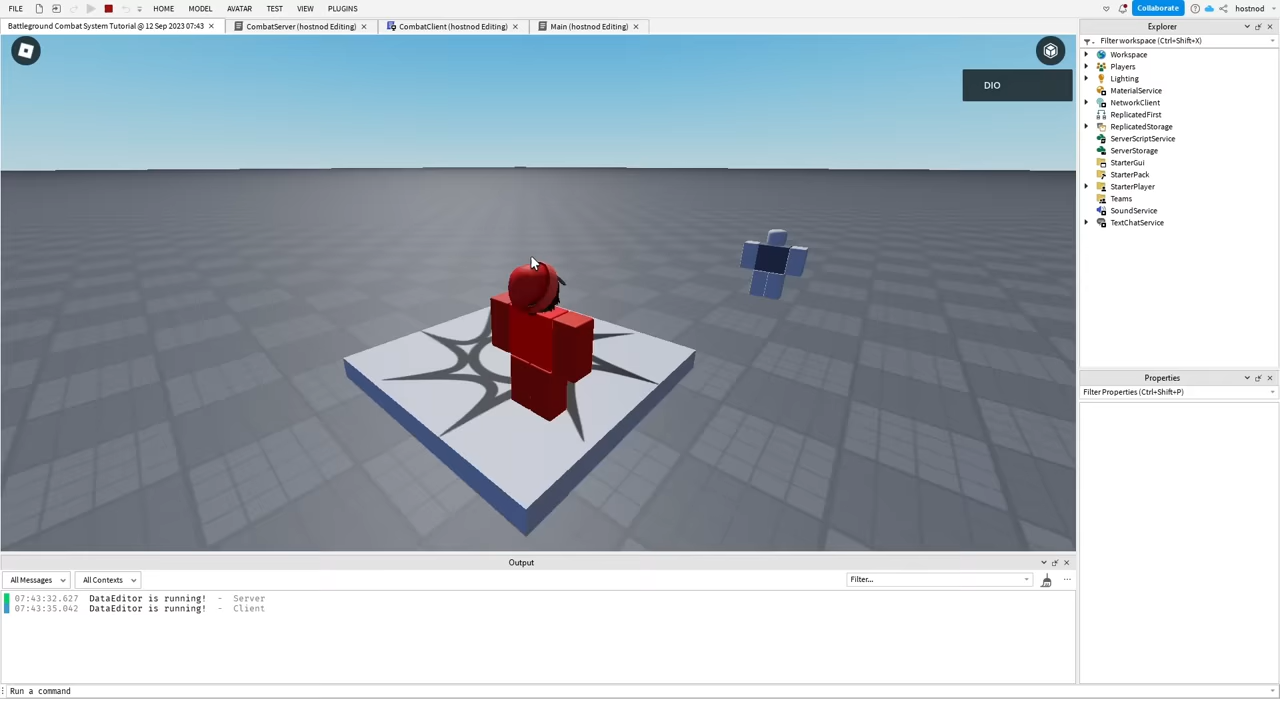 FILE HOME MODEL AVATAR TEST VIEW PLUGINS Collaborate hostnod
Battleground Combat System Tutorial @ 12 Sep 2023 07:43 CombatServer (hostnod Editing) CombatClient (hostnod Editing) Main (hostnod Editing)
DIO
Explorer
Filter workspace (Ctrl+Shift+X)
Workspace
Players
Lighting
MaterialService
NetworkClient
ReplicatedFirst
ReplicatedStorage
ServerScriptService
ServerStorage
StarterGui
StarterPack
StarterPlayer
Teams
SoundService
TextChatService
Properties
Filter Properties (Ctrl+Shift+P)
Output
All Messages All Contexts Filter...
07:43:32.627 DataEditor is running! - Server
07:43:35.042 DataEditor is running! - Client
Run a command